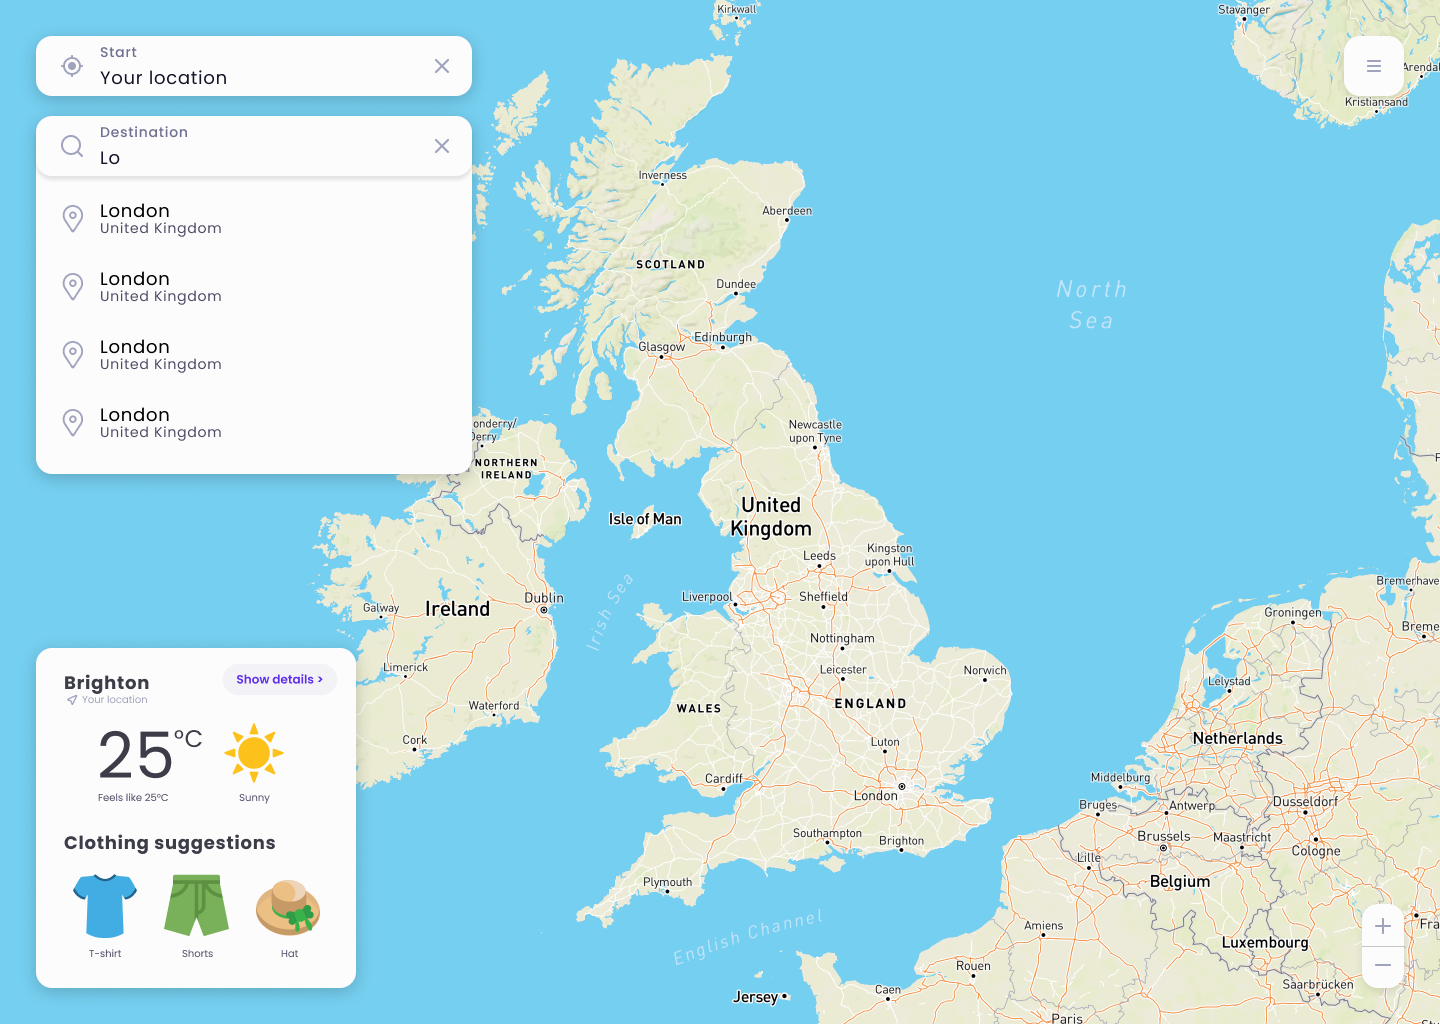 Start
Your location
Destination
Lo
London
United Kingdom
London
United Kingdom
London
United Kingdom
London
United Kingdom
Brighton
Your location
Show details >
25°C
Feels like 25°C
Sunny
Clothing suggestions
T-shirt
Shorts
Hat
Kirkwall
Stavanger
Arendal
Kristiansand
Inverness
Aberdeen
SCOTLAND
Dundee
North
Sea
Edinburgh
Glasgow
onderry/
Derry
Newcastle
upon Tyne
NORTHERN
IRELAND
United
Kingdom
Isle of Man
Leeds
Kingston
upon Hull
Irish Sea
Liverpool
Sheffield
Dublin
Galway
Ireland
Bremerhave
Groningen
Breme
Nottingham
Limerick
Leicester
Norwich
Lelystad
Waterford
WALES
ENGLAND
Cork
Luton
Netherlands
Cardiff
London
Middelburg
Bruges
Antwerp
Dusseldorf
Southampton
Brighton
Brussels
Maastricht
Cologne
Lille
Plymouth
Belgium
English Channel
Amiens
Fra
Luxembourg
Rouen
Saarbrücken
Jersey
Caen
Paris